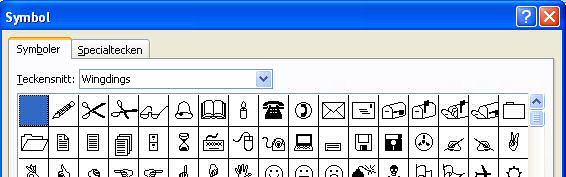 Symbol
Symboler Specialtecken
Teckensnitt: Wingdings